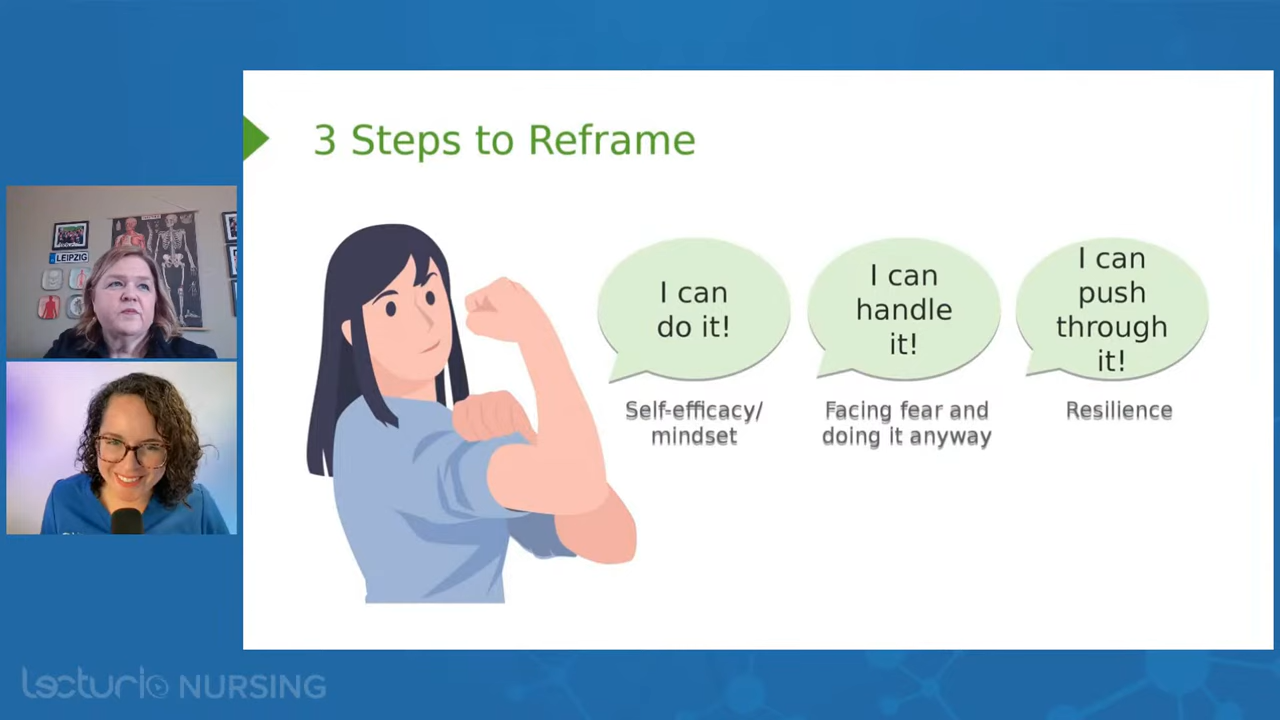 3 Steps to Reframe
I can
do it!
I can
handle
it!
I can
push
through
it!
Self-efficacy/
mindset
Facing fear and
doing it anyway
Resilience
LEIPZIG
Lecturio NURSING